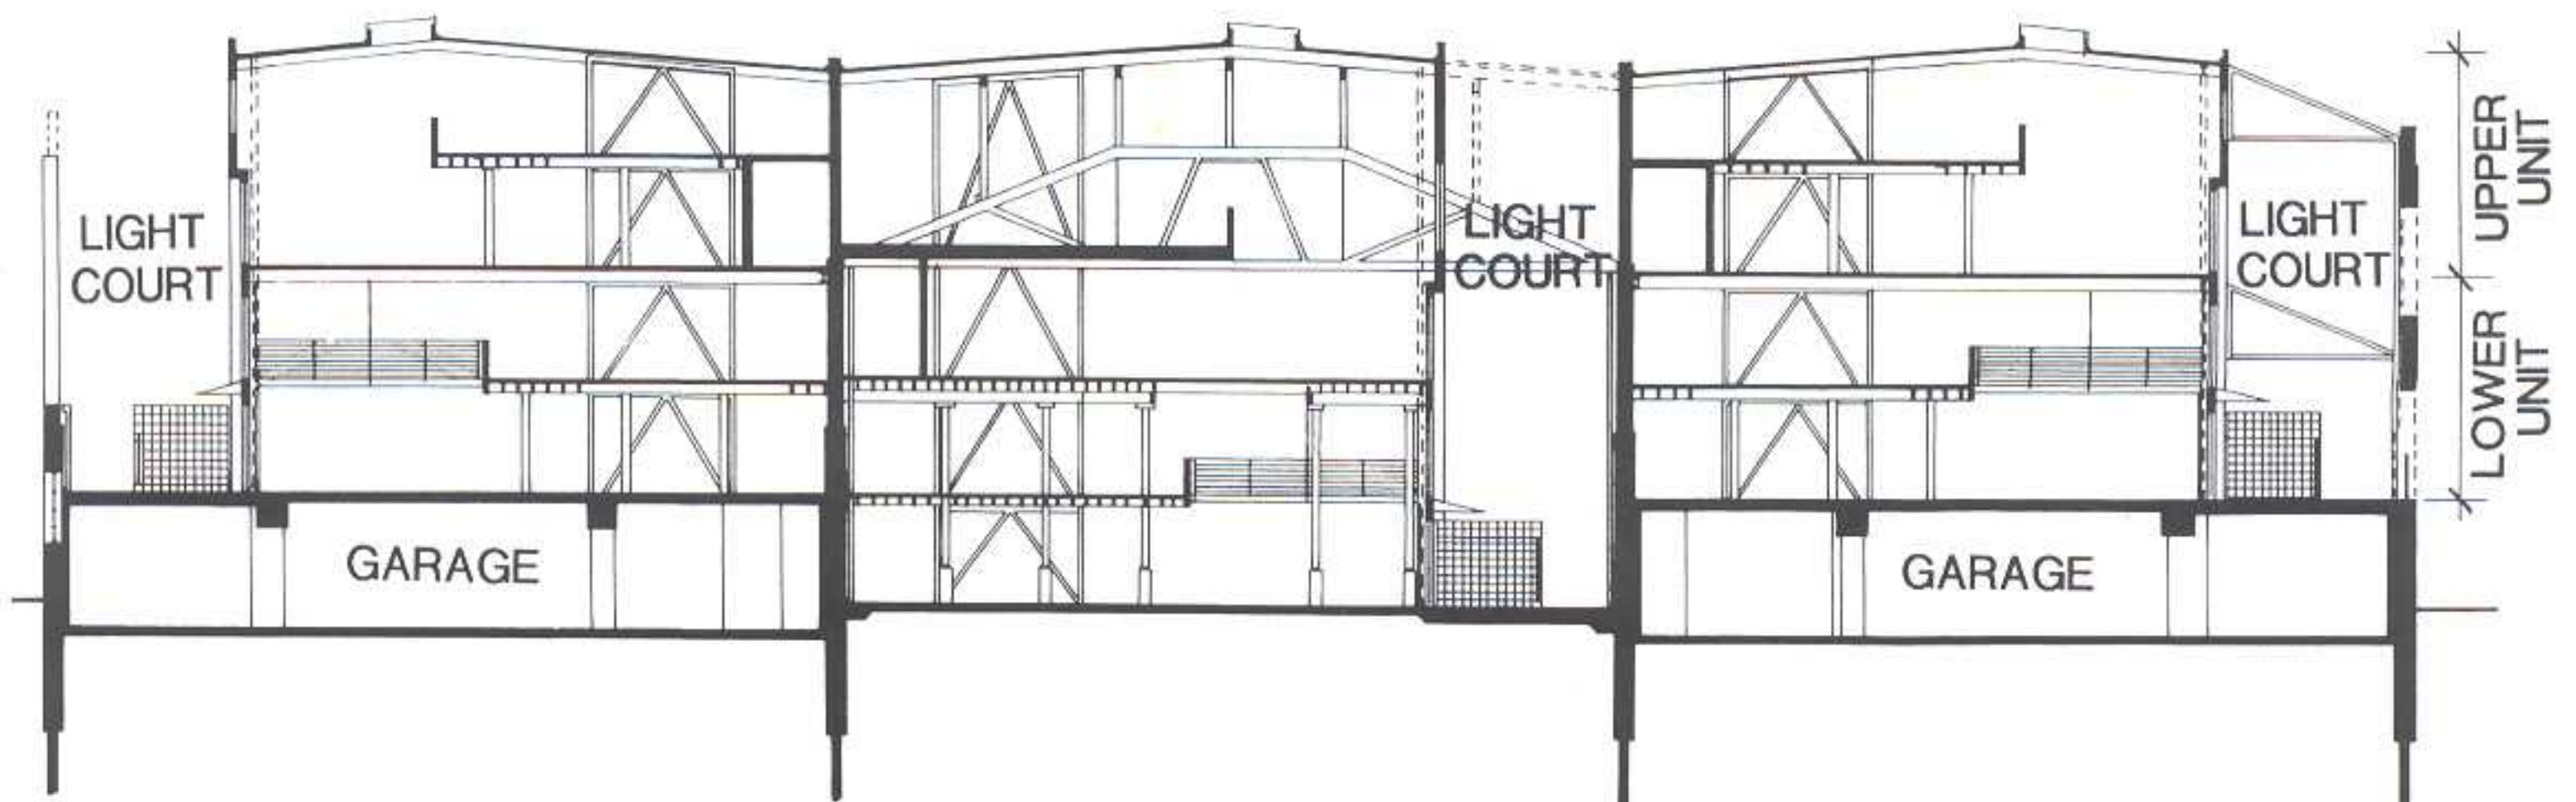 LIGHT
COURT
LIGHT
COURT
LIGHT
COURT
UPPER
UNIT
LOWER
UNIT
GARAGE
GARAGE